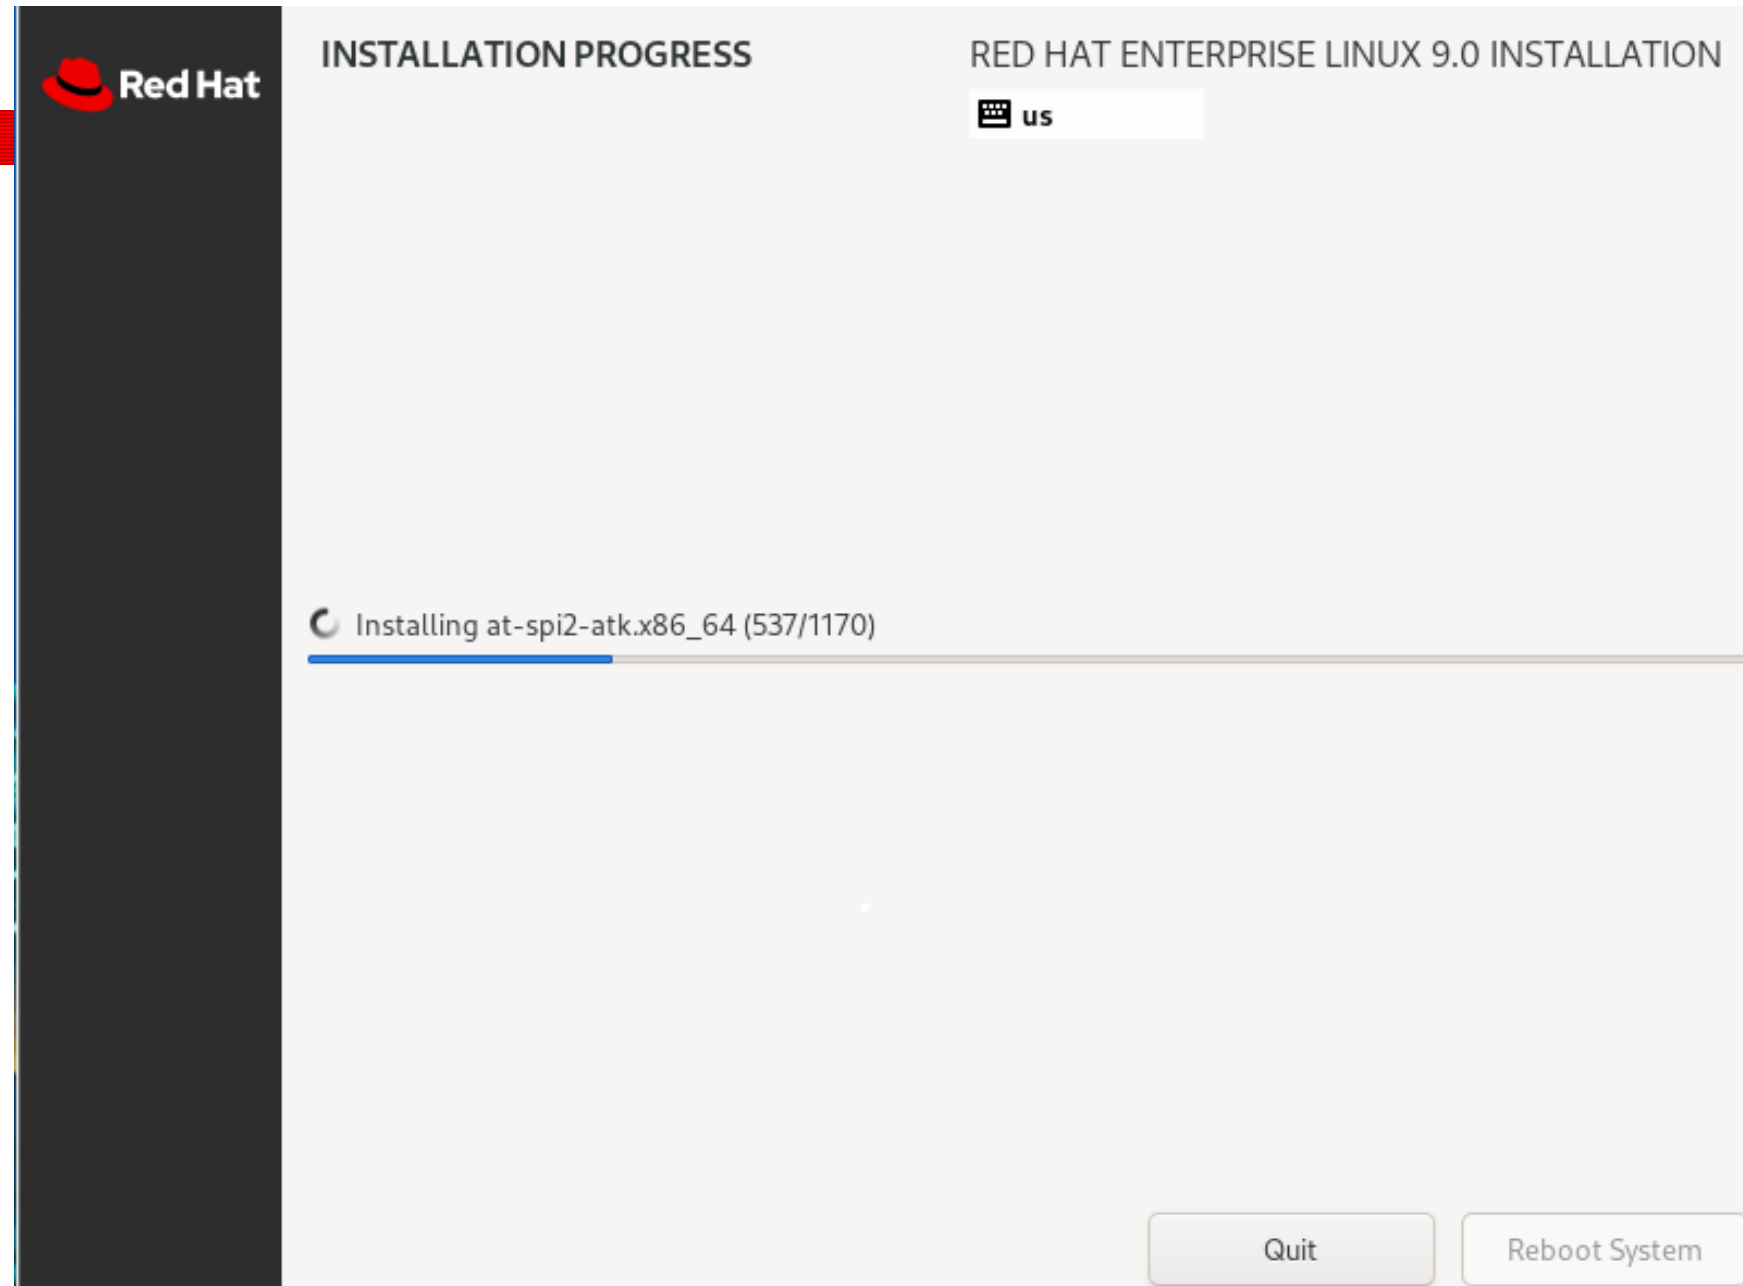 Red Hat
INSTALLATION PROGRESS
RED HAT ENTERPRISE LINUX 9.0 INSTALLATION
us
Installing at-spi2-atk.x86_64 (537/1170)
Quit
Reboot System